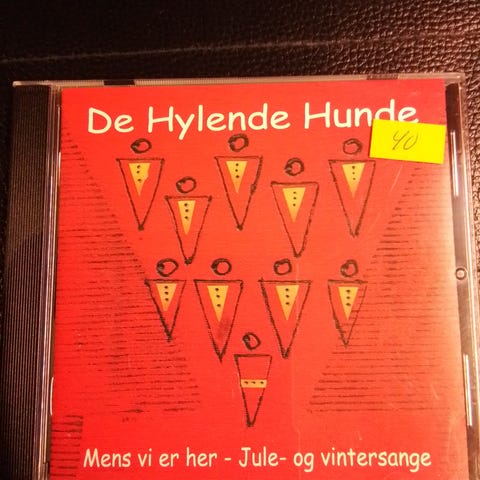 De Hylende Hunde
40
Mens vi er her - Jule- og vintersange